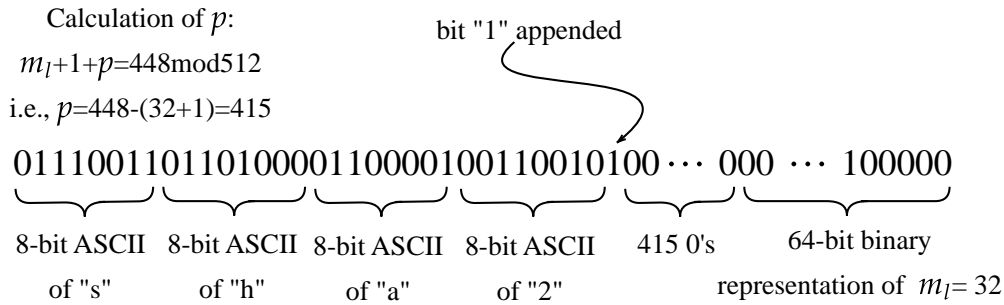 Calculation of p:
m_l+1+p=448mod512
i.e., p=448-(32+1)=415
bit "1" appended
01110011011010000110000100110010100 ··· 000 ··· 100000
8-bit ASCII of "s"
8-bit ASCII of "h"
8-bit ASCII of "a"
8-bit ASCII of "2"
415 0's
64-bit binary
representation of m_l= 32